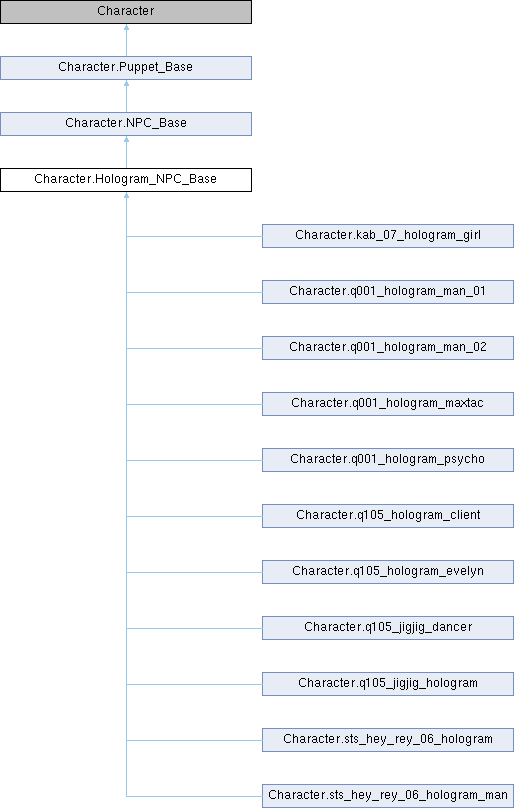 Character
Character.Puppet_Base
Character.NPC_Base
Character.Hologram_NPC_Base
Character.kab_07_hologram_girl
Character.q001_hologram_man_01
Character.q001_hologram_man_02
Character.q001_hologram_maxtac
Character.q001_hologram_psycho
Character.q105_hologram_client
Character.q105_hologram_evelyn
Character.q105_jigjig_dancer
Character.q105_jigjig_hologram
Character.sts_hey_rey_06_hologram
Character.sts_hey_rey_06_hologram_man